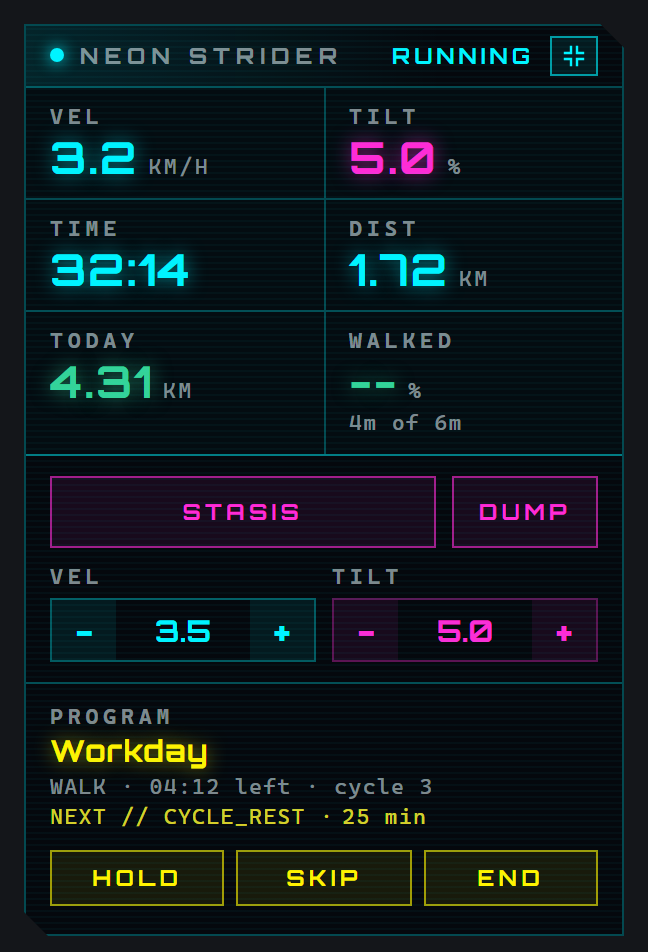 NEON STRIDER RUNNING
VEL
3.2 KM/H
TILT
5.0 %
TIME
32:14
DIST
1.72 KM
TODAY
4.31 KM
WALKED
-- %
4m of 6m
STASIS
DUMP
VEL
- 3.5 +
TILT
- 5.0 +
PROGRAM
Workday
WALK · 04:12 left · cycle 3
NEXT // CYCLE_REST · 25 min
HOLD
SKIP
END